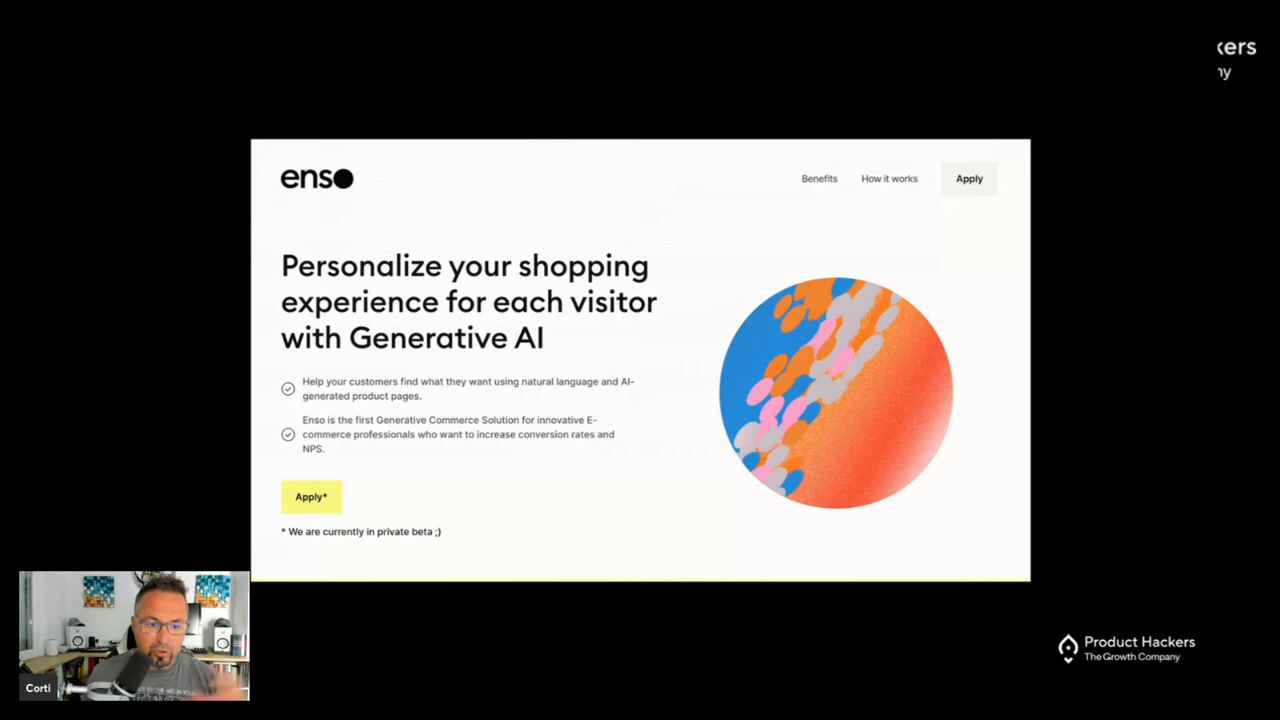 enso
Benefits
How it works
Apply
Personalize your shopping
experience for each visitor
with Generative AI
Help your customers find what they want using natural language and AI-
generated product pages.
Enso is the first Generative Commerce Solution for innovative E-
commerce professionals who want to increase conversion rates and
NPS.
Apply*
* We are currently in private beta ;)
Corti
Product Hackers
The Growth Company